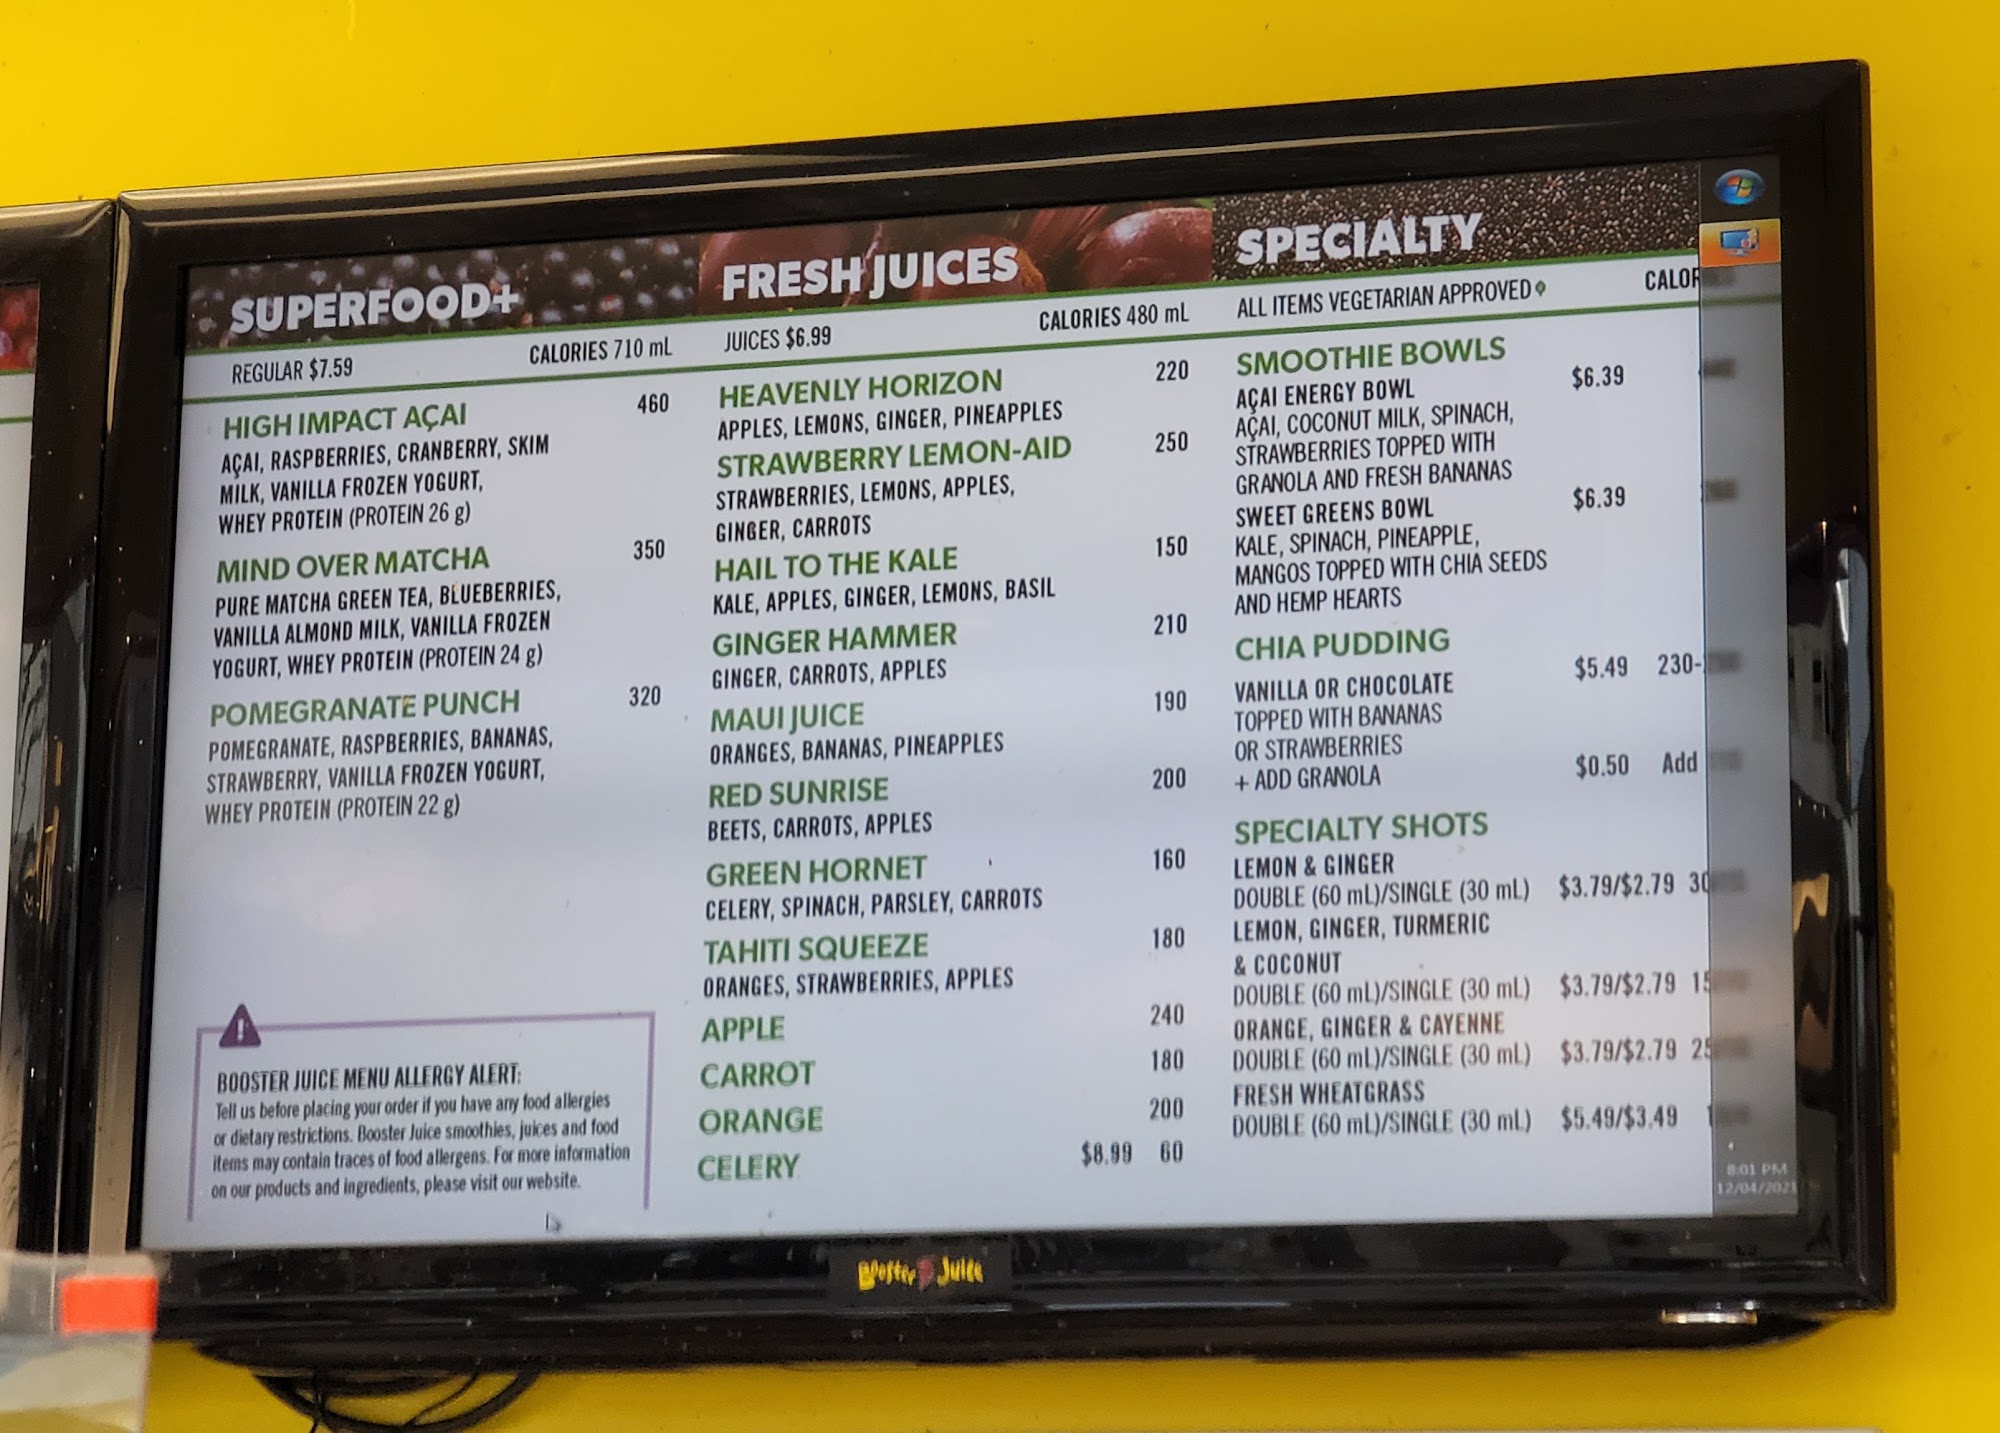 SUPERFOOD+
REGULAR $7.59 CALORIES 710 mL
HIGH IMPACT AÇAI 460
AÇAI, RASPBERRIES, CRANBERRY, SKIM
MILK, VANILLA FROZEN YOGURT,
WHEY PROTEIN (PROTEIN 26 g)
MIND OVER MATCHA 350
PURE MATCHA GREEN TEA, BLUEBERRIES,
VANILLA ALMOND MILK, VANILLA FROZEN
YOGURT, WHEY PROTEIN (PROTEIN 24 g)
POMEGRANATE PUNCH 320
POMEGRANATE, RASPBERRIES, BANANAS,
STRAWBERRY, VANILLA FROZEN YOGURT,
WHEY PROTEIN (PROTEIN 22 g)
!
BOOSTER JUICE MENU ALLERGY ALERT:
Tell us before placing your order if you have any food allergies
or dietary restrictions. Booster Juice smoothies, juices and food
items may contain traces of food allergens. For more information
on our products and ingredients, please visit our website.
FRESH JUICES
JUICES $6.99 CALORIES 480 mL
HEAVENLY HORIZON 220
APPLES, LEMONS, GINGER, PINEAPPLES
STRAWBERRY LEMON-AID 250
STRAWBERRIES, LEMONS, APPLES,
GINGER, CARROTS
HAIL TO THE KALE 150
KALE, APPLES, GINGER, LEMONS, BASIL
GINGER HAMMER 210
GINGER, CARROTS, APPLES
MAUI JUICE 190
ORANGES, BANANAS, PINEAPPLES
RED SUNRISE 200
BEETS, CARROTS, APPLES
GREEN HORNET 160
CELERY, SPINACH, PARSLEY, CARROTS
TAHITI SQUEEZE 180
ORANGES, STRAWBERRIES, APPLES
APPLE 240
CARROT 180
ORANGE 200
CELERY $8.99 60
SPECIALTY
ALL ITEMS VEGETARIAN APPROVED CALOR
SMOOTHIE BOWLS
AÇAI ENERGY BOWL $6.39
AÇAI, COCONUT MILK, SPINACH,
STRAWBERRIES TOPPED WITH
GRANOLA AND FRESH BANANAS
SWEET GREENS BOWL $6.39
KALE, SPINACH, PINEAPPLE,
MANGOS TOPPED WITH CHIA SEEDS
AND HEMP HEARTS
CHIA PUDDING
VANILLA OR CHOCOLATE $5.49 230-
TOPPED WITH BANANAS
OR STRAWBERRIES
+ ADD GRANOLA $0.50 Add
SPECIALTY SHOTS
LEMON & GINGER
DOUBLE (60 mL)/SINGLE (30 mL) $3.79/$2.79
LEMON, GINGER, TURMERIC
& COCONUT
DOUBLE (60 mL)/SINGLE (30 mL) $3.79/$2.79
ORANGE, GINGER & CAYENNE
DOUBLE (60 mL)/SINGLE (30 mL) $3.79/$2.79
FRESH WHEATGRASS
DOUBLE (60 mL)/SINGLE (30 mL) $5.49/$3.49
8:01 PM
12/04/2021
Booster Juice